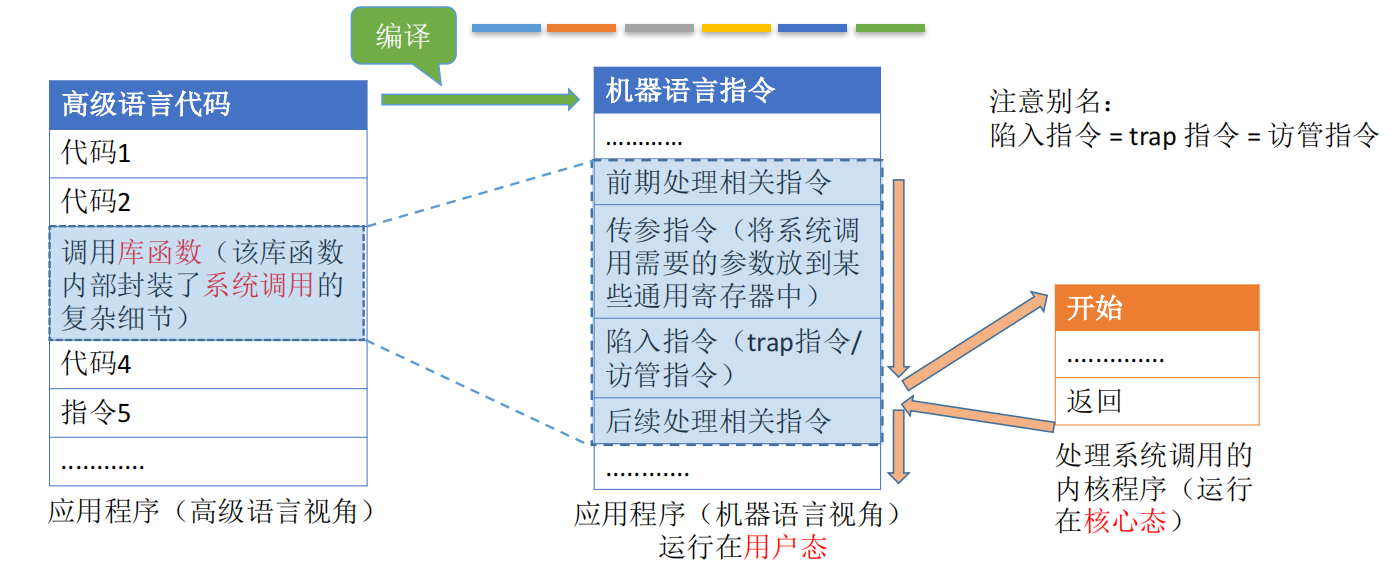 编译
高级语言代码
代码1
代码2
调用库函数（该库函数
内部封装了系统调用的
复杂细节）
代码4
指令5
…………
应用程序（高级语言视角）
机器语言指令
…………
前期处理相关指令
传参指令（将系统调
用需要的参数放到某
些通用寄存器中）
陷入指令（trap指令/
访管指令）
后续处理相关指令
…………
应用程序（机器语言视角）
运行在用户态
注意别名：
陷入指令 = trap 指令 = 访管指令
开始
…………
返回
处理系统调用的
内核程序（运行
在核心态）